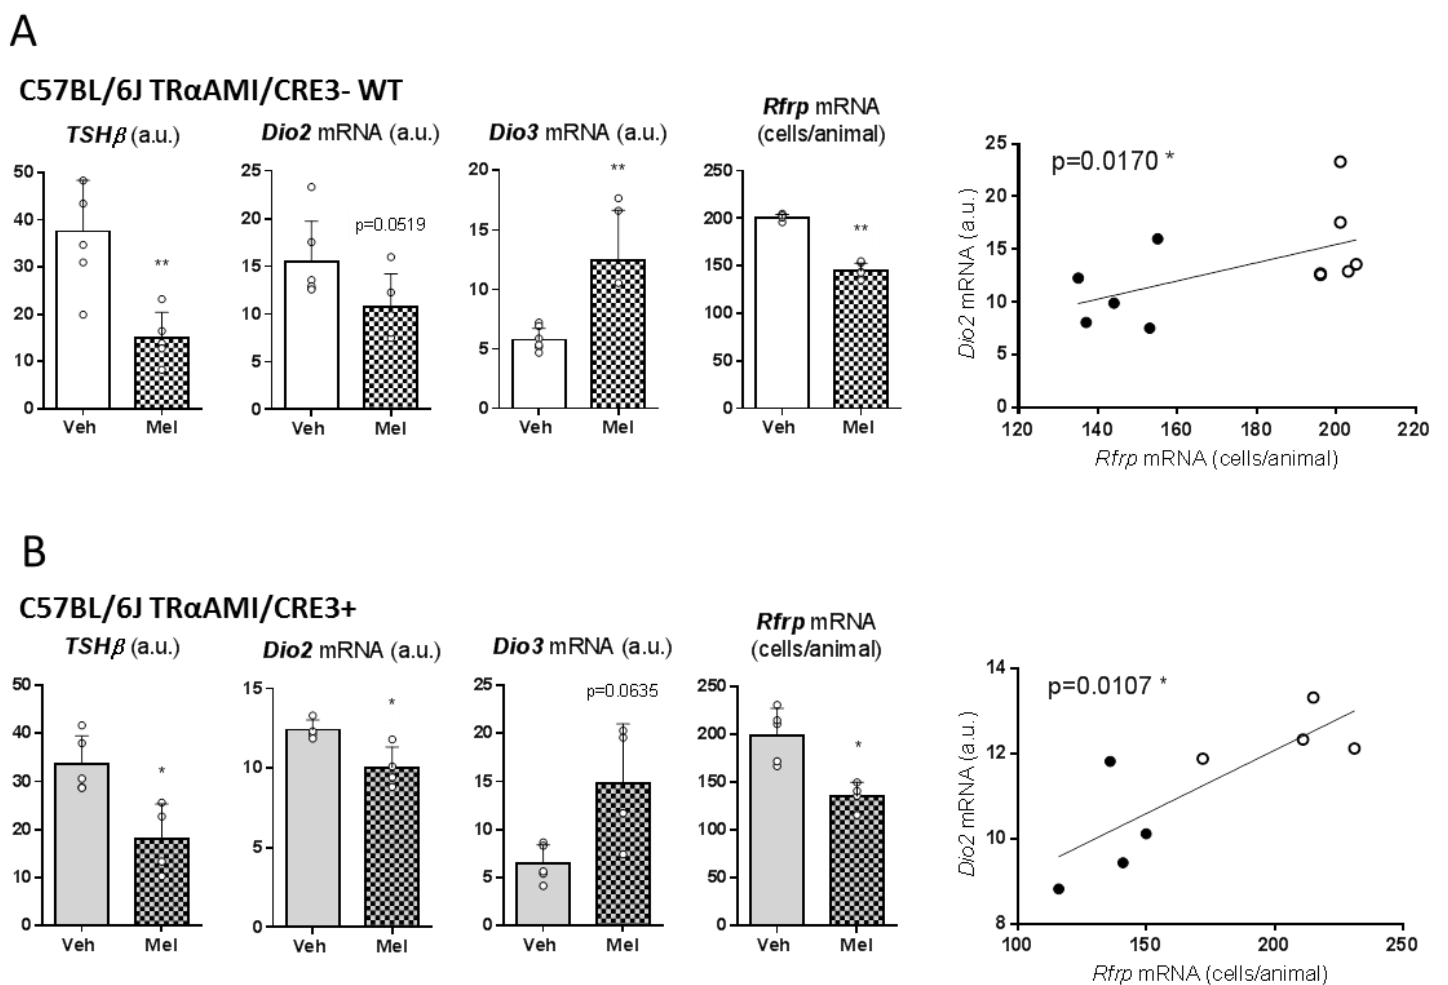 A
C57BL/6J TRαAMI/CRE3- WT
TSHβ (a.u.)
Dio2 mRNA (a.u.)
Dio3 mRNA (a.u.)
Rfrp mRNA
(cells/animal)
50
40
30
20
10
0
**
Veh
Mel
25
20
15
10
5
0
p=0.0519
Veh
Mel
20
15
10
5
0
**
Veh
Mel
250
200
150
100
50
0
**
Veh
Mel
Dio2 mRNA (a.u.)
25
20
15
10
5
0
p=0.0170 *
120
140
160
180
200
220
Rfrp mRNA (cells/animal)
B
C57BL/6J TRαAMI/CRE3+
TSHβ (a.u.)
Dio2 mRNA (a.u.)
Dio3 mRNA (a.u.)
Rfrp mRNA
(cells/animal)
50
40
30
20
10
0
*
Veh
Mel
15
10
5
0
*
Veh
Mel
25
20
15
10
5
0
p=0.0635
Veh
Mel
250
200
150
100
50
0
*
Veh
Mel
Dio2 mRNA (a.u.)
14
12
10
8
p=0.0107 *
100
150
200
250
Rfrp mRNA (cells/animal)